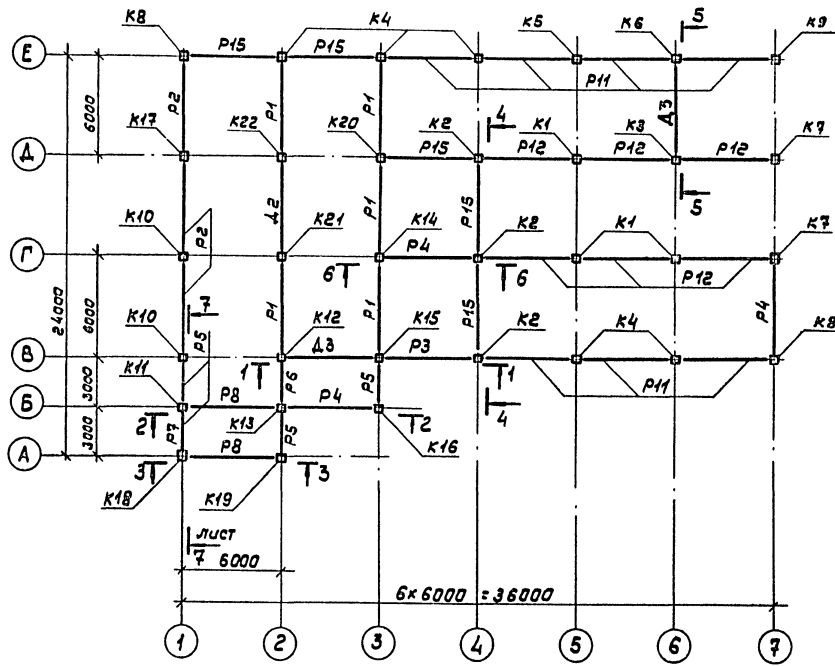 К8 К4 К5 К6 5 К9
Е Р15 Р15 Р11
6000 Р2 Р1 Р1 Д3
К17 К22 К20 К2 4 К1 К3 К7
Д Р15 Р12 Р12 Р12
5
24000 К10 Р2 Д2 К21 Р1 К14 Р15 К2 К1 К7
Г Р4 Р12
6 6
6000 К10 7 Р5 Р1 К12 Р1 К15 Р15 К2 К4 Р4 К8
В Д3 Р3 Р11
3000 К11 1 Р6 Р5 1
Б Р8 Р4 4
2 К13 2
3000 Р7 Р5 К16
А Р8
3 3
К18 К19
лист
7 6000
6х6000 = 36000
1 2 3 4 5 6 7